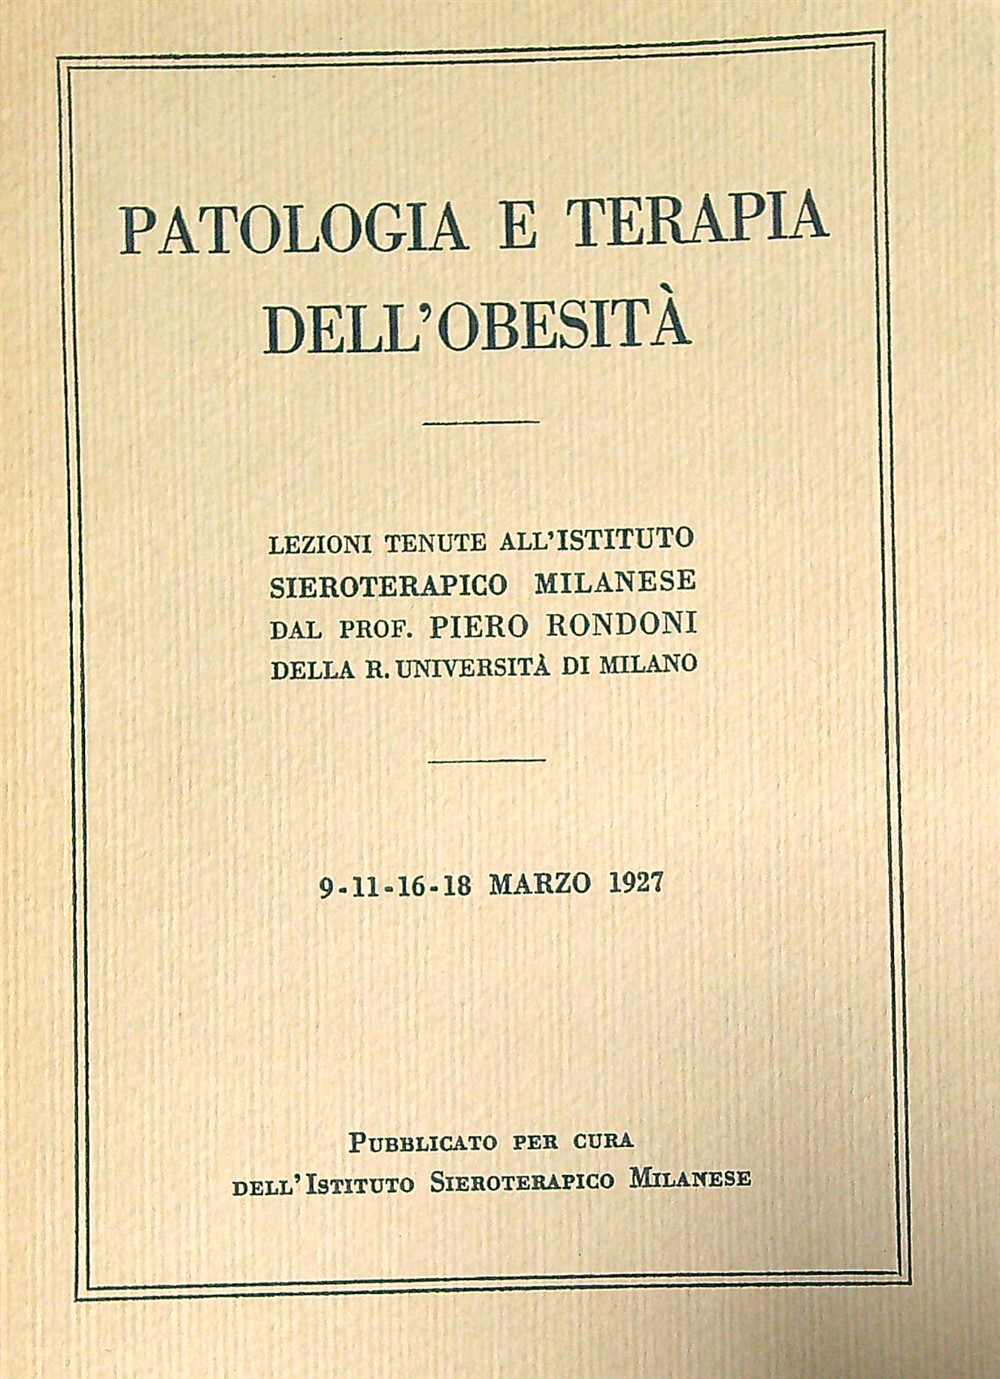 PATOLOGIA E TERAPIA
DELL'OBESITÀ
LEZIONI TENUTE ALL'ISTITUTO
SIEROTERAPICO MILANESE
DAL PROF. PIERO RONDONI
DELLA R. UNIVERSITÀ DI MILANO
9-11-16-18 MARZO 1927
PUBBLICATO PER CURA
DELL'ISTITUTO SIEROTERAPICO MILANESE